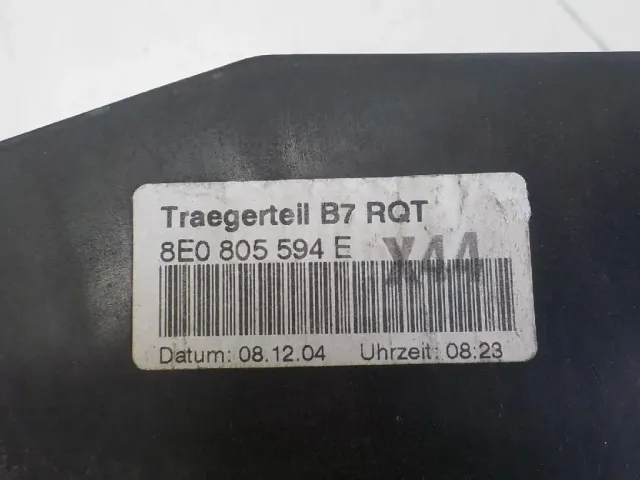 Traegerteil B7 RQT
8E0 805 594 E
X44
Datum: 08.12.04 Uhrzeit: 08:23